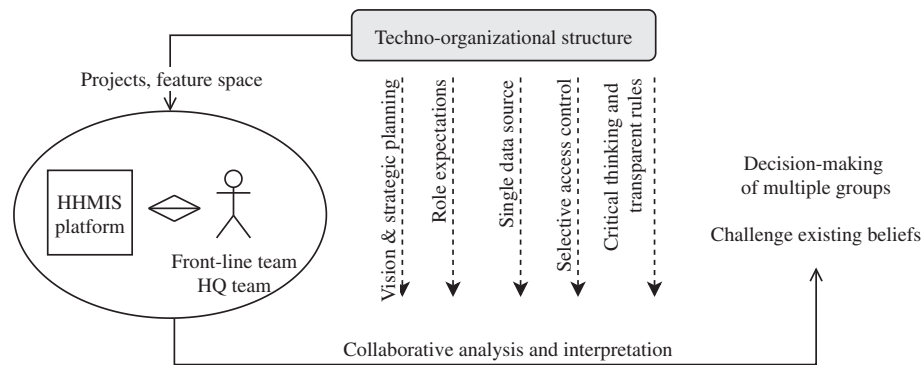 Techno-organizational structure
Projects, feature space
HHMIS
platform
Front-line team
HQ team
Vision & strategic planning
Role expectations
Single data source
Selective access control
Critical thinking and
transparent rules
Decision-making
of multiple groups
Challenge existing beliefs
Collaborative analysis and interpretation